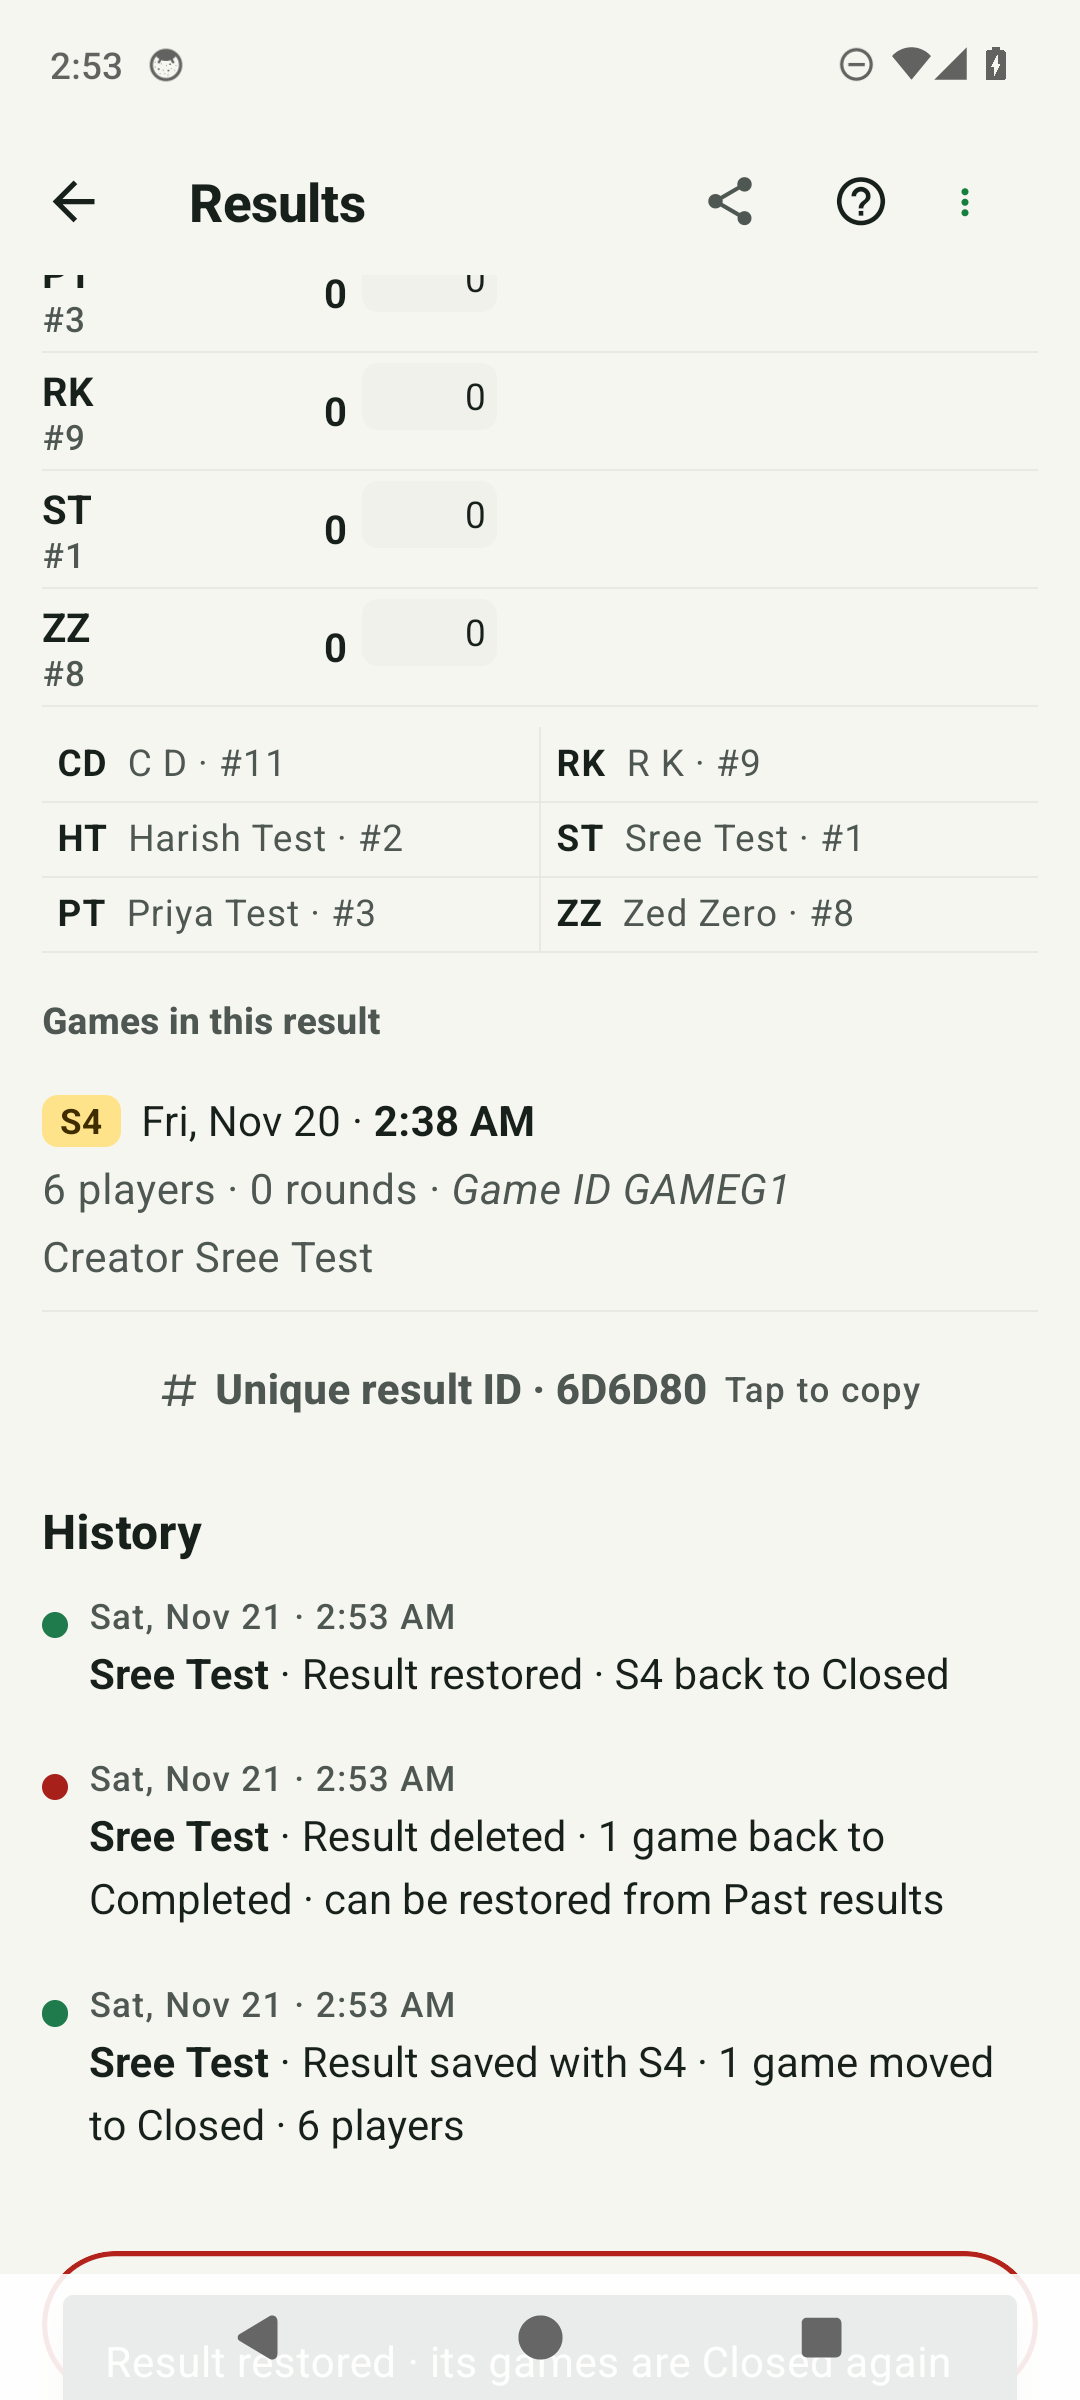 2:53
Results
PT
0
0
#3
RK
0
0
#9
ST
0
0
#1
ZZ
0
0
#8
CD C D · #11
RK R K · #9
HT Harish Test · #2
ST Sree Test · #1
PT Priya Test · #3
ZZ Zed Zero · #8
Games in this result
S4 Fri, Nov 20 · 2:38 AM
6 players · 0 rounds · Game ID GAMEG1
Creator Sree Test
# Unique result ID · 6D6D80 Tap to copy
History
Sat, Nov 21 · 2:53 AM
Sree Test · Result restored · S4 back to Closed
Sat, Nov 21 · 2:53 AM
Sree Test · Result deleted · 1 game back to
Completed · can be restored from Past results
Sat, Nov 21 · 2:53 AM
Sree Test · Result saved with S4 · 1 game moved
to Closed · 6 players
Result restored · its games are Closed again